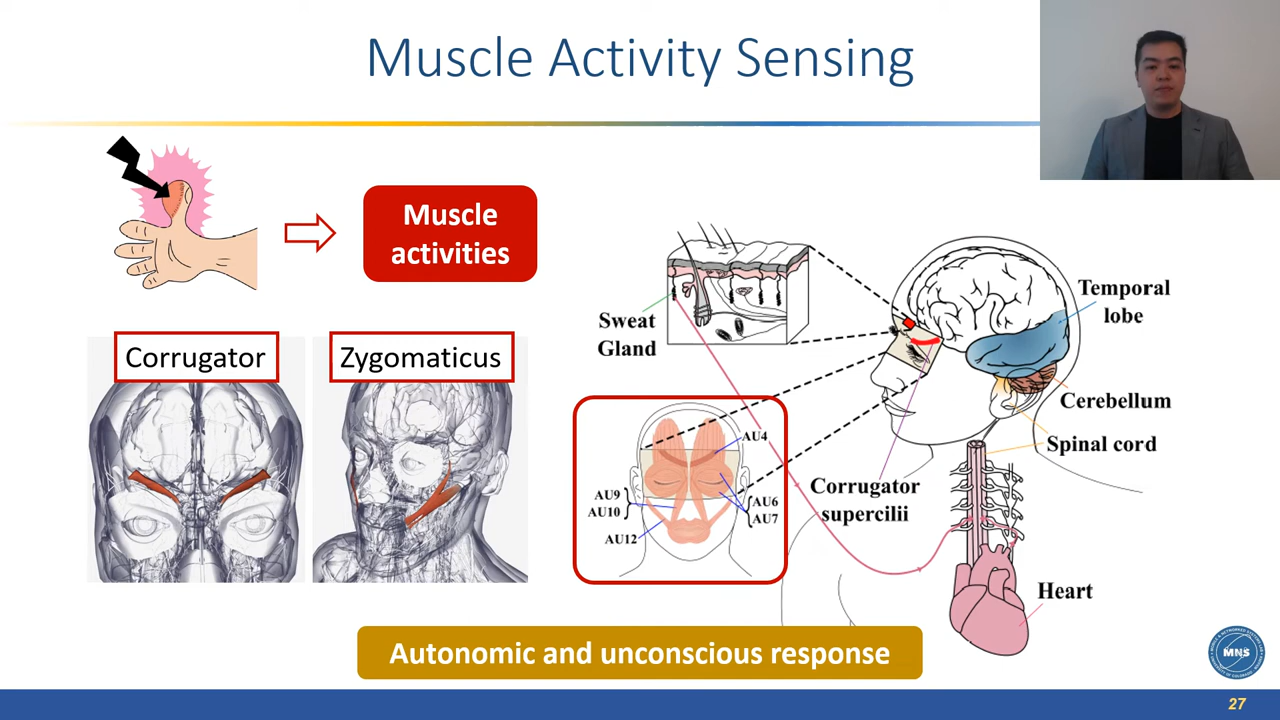 Muscle Activity Sensing
Muscle
activities
Corrugator
Zygomaticus
Sweat
Gland
Temporal
lobe
Cerebellum
Spinal cord
Corrugator
supercilii
Heart
AU4
AU9
AU10
AU6
AU7
AU12
Autonomic and unconscious response
MNS
27